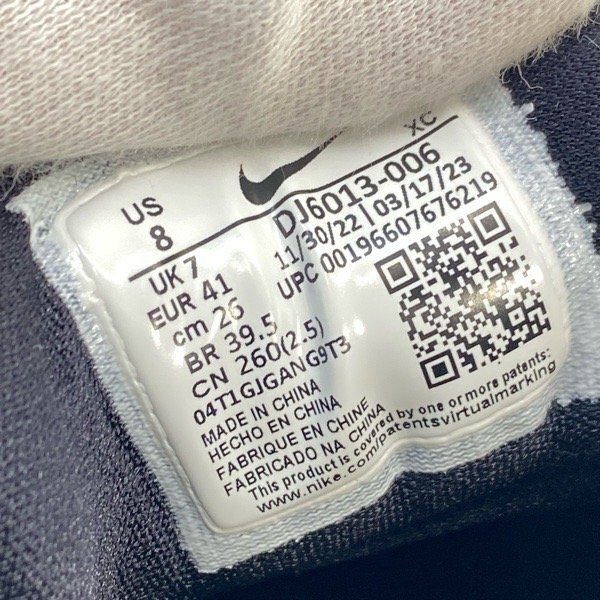 XC
US
8
DJ6013-006
11/30/22 | 03/17/23
UPC 00196607676219
UK 7
EUR 41
cm 26
BR 39.5
CN 260(2.5)
04T1GJGANG9T3
MADE IN CHINA
HECHO EN CHINA
FABRIQUE EN CHINE
FABRICADO NA CHINA
This product is covered by one or more patents:
www.nike.com/patentsvirtualmarking